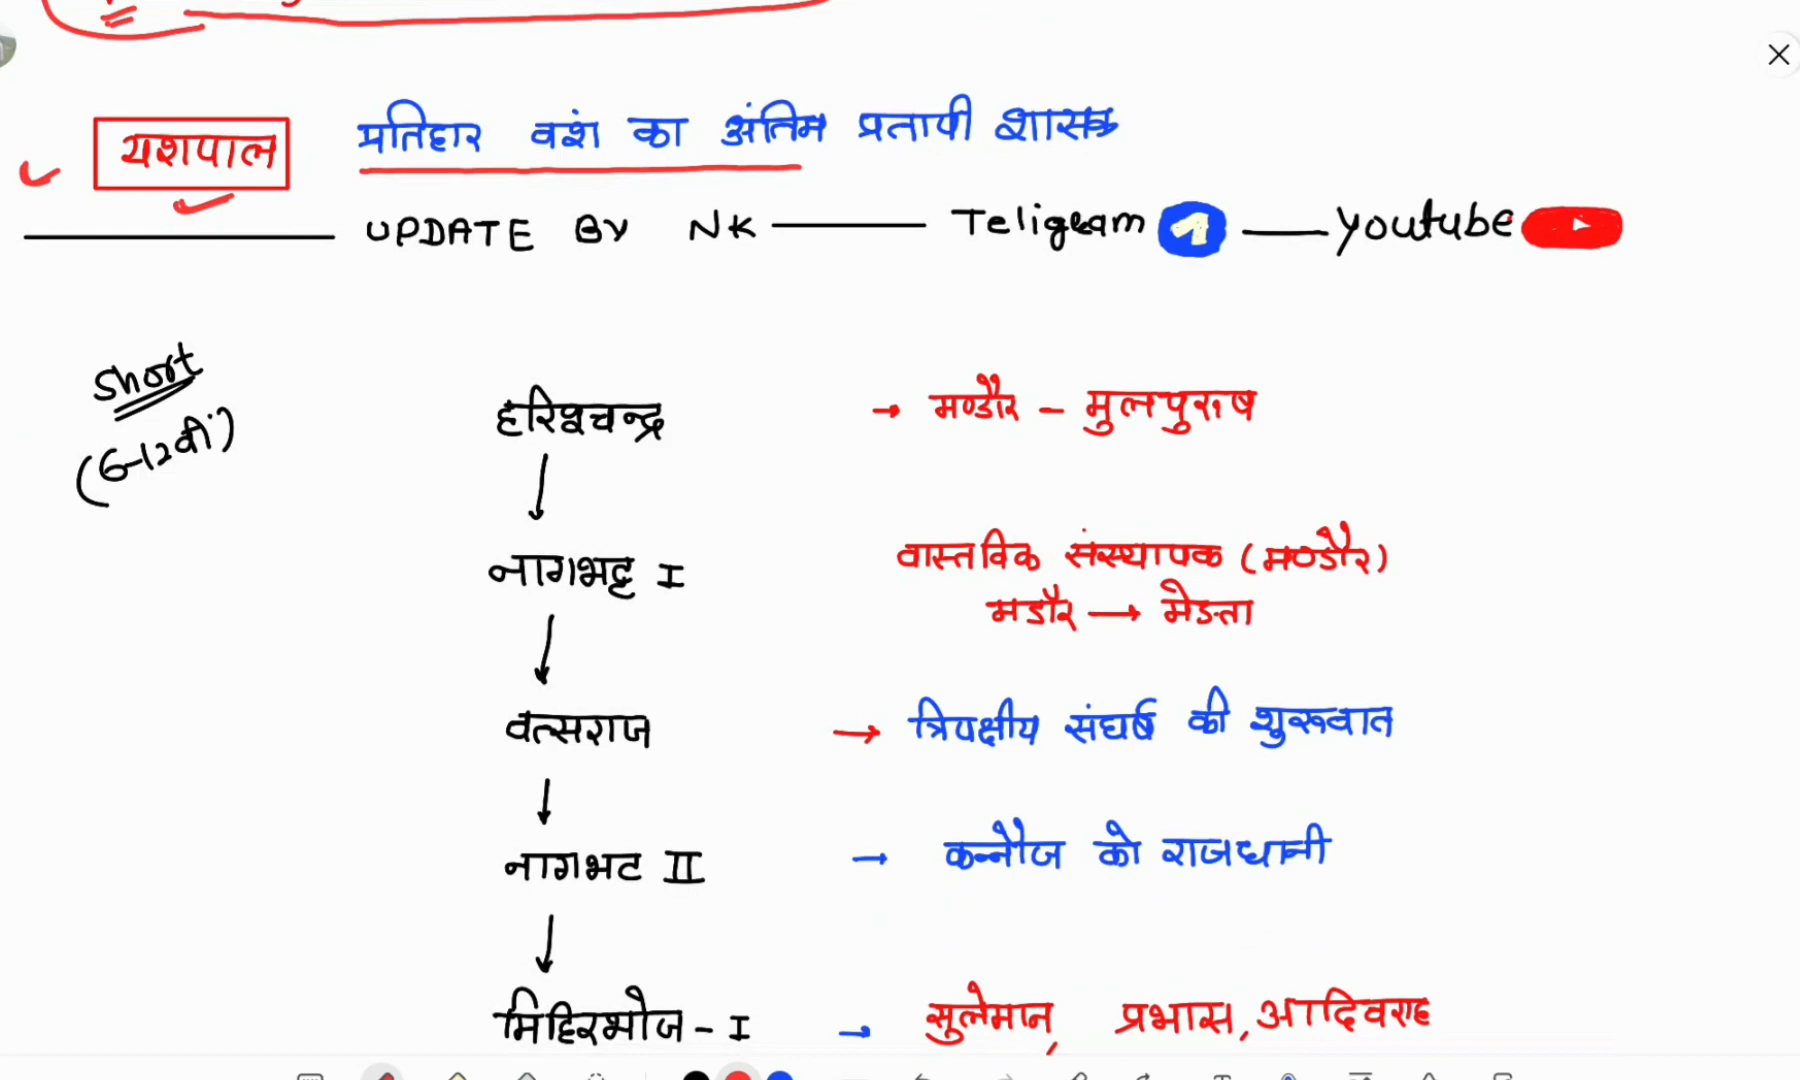 यशपाल प्रतिहार वंश का अंतिम प्रतापी शासक
UPDATE BY NK Teligeam youtube
Short
(6-12वी)
हरिश्चन्द्र → मण्डौर - मुलपुरुष
↓
नागभट्ट I वास्तविक संस्थापक (मण्डौर)
मडौर → मेडता
↓
वत्सराज → त्रिपक्षीय संघर्ष की शुरूवात
↓
नागभट II → कन्नौज को राजधानी
↓
मिहिरभोज - I → सुलेमान, प्रभास, आदिवराह